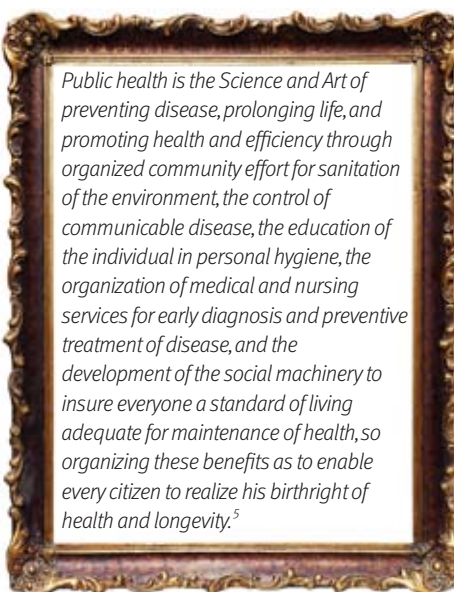 Public health is the Science and Art of
preventing disease, prolonging life, and
promoting health and efficiency through
organized community effort for sanitation
of the environment, the control of
communicable disease, the education of
the individual in personal hygiene, the
organization of medical and nursing
services for early diagnosis and preventive
treatment of disease, and the
development of the social machinery to
insure everyone a standard of living
adequate for maintenance of health, so
organizing these benefits as to enable
every citizen to realize his birthright of
health and longevity.5